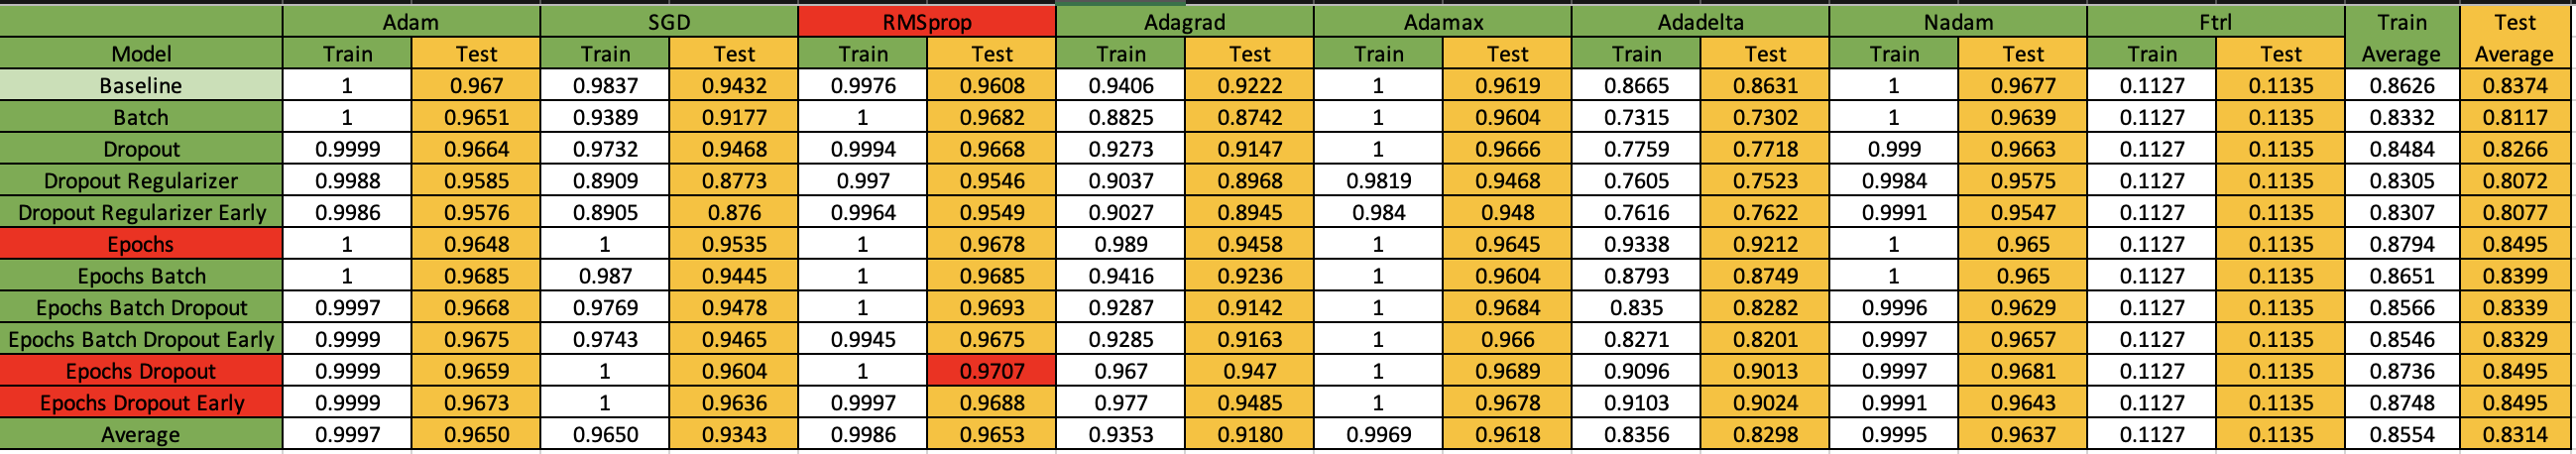 Adam SGD RMSprop Adagrad Adamax Adadelta Nadam Ftrl Train Test
Model Train Test Train Test Train Test Train Test Train Test Train Test Train Test Train Test Average Average
Baseline 1 0.967 0.9837 0.9432 0.9976 0.9608 0.9406 0.9222 1 0.9619 0.8665 0.8631 1 0.9677 0.1127 0.1135 0.8626 0.8374
Batch 1 0.9651 0.9389 0.9177 1 0.9682 0.8825 0.8742 1 0.9604 0.7315 0.7302 1 0.9639 0.1127 0.1135 0.8332 0.8117
Dropout 0.9999 0.9664 0.9732 0.9468 0.9994 0.9668 0.9273 0.9147 1 0.9666 0.7759 0.7718 0.999 0.9663 0.1127 0.1135 0.8484 0.8266
Dropout Regularizer 0.9988 0.9585 0.8909 0.8773 0.997 0.9546 0.9037 0.8968 0.9819 0.9468 0.7605 0.7523 0.9984 0.9575 0.1127 0.1135 0.8305 0.8072
Dropout Regularizer Early 0.9986 0.9576 0.8905 0.876 0.9964 0.9549 0.9027 0.8945 0.984 0.948 0.7616 0.7622 0.9991 0.9547 0.1127 0.1135 0.8307 0.8077
Epochs 1 0.9648 1 0.9535 1 0.9678 0.989 0.9458 1 0.9645 0.9338 0.9212 1 0.965 0.1127 0.1135 0.8794 0.8495
Epochs Batch 1 0.9685 0.987 0.9445 1 0.9685 0.9416 0.9236 1 0.9604 0.8793 0.8749 1 0.965 0.1127 0.1135 0.8651 0.8399
Epochs Batch Dropout 0.9997 0.9668 0.9769 0.9478 1 0.9693 0.9287 0.9142 1 0.9684 0.835 0.8282 0.9996 0.9629 0.1127 0.1135 0.8566 0.8339
Epochs Batch Dropout Early 0.9999 0.9675 0.9743 0.9465 0.9945 0.9675 0.9285 0.9163 1 0.966 0.8271 0.8201 0.9997 0.9657 0.1127 0.1135 0.8546 0.8329
Epochs Dropout 0.9999 0.9659 1 0.9604 1 0.9707 0.967 0.947 1 0.9689 0.9096 0.9013 0.9997 0.9681 0.1127 0.1135 0.8736 0.8495
Epochs Dropout Early 0.9999 0.9673 1 0.9636 0.9997 0.9688 0.977 0.9485 1 0.9678 0.9103 0.9024 0.9991 0.9643 0.1127 0.1135 0.8748 0.8495
Average 0.9997 0.9650 0.9650 0.9343 0.9986 0.9653 0.9353 0.9180 0.9969 0.9618 0.8356 0.8298 0.9995 0.9637 0.1127 0.1135 0.8554 0.8314